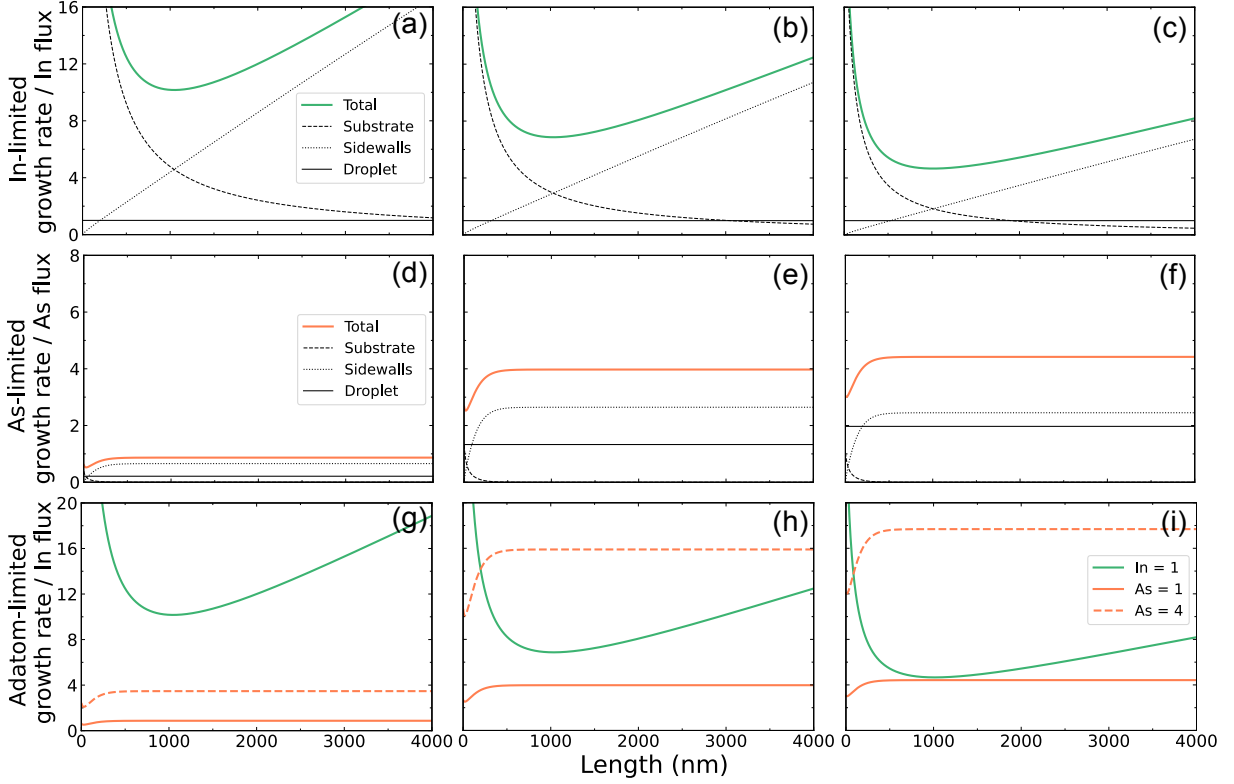 In-limited
growth rate / In flux
16
12
8
4
0
(a)
Total
Substrate
Sidewalls
Droplet
(b)
(c)
As-limited
growth rate / As flux
8
6
4
2
0
(d)
Total
Substrate
Sidewalls
Droplet
(e)
(f)
Adatom-limited
growth rate / In flux
20
16
12
8
4
0
(g)
(h)
(i)
In = 1
As = 1
As = 4
0 1000 2000 3000 4000
0 1000 2000 3000 4000
0 1000 2000 3000 4000
Length (nm)